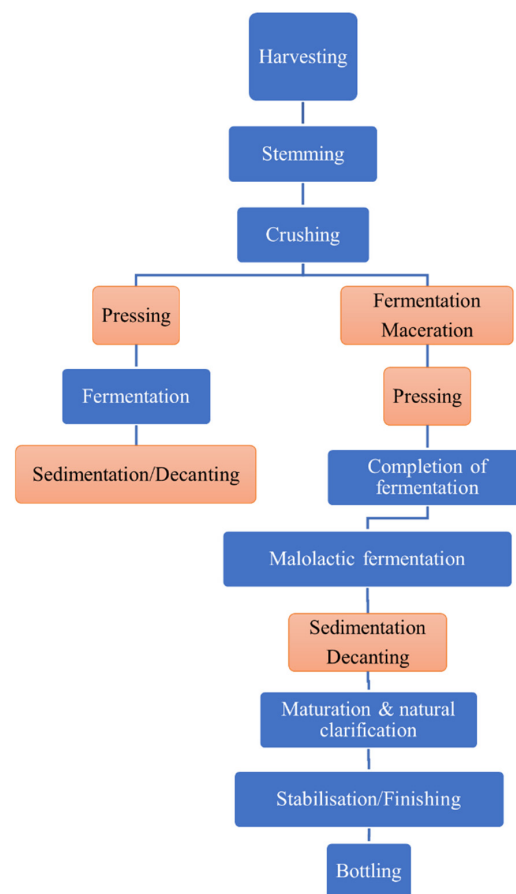 Harvesting
Stemming
Crushing
Pressing
Fermentation
Sedimentation/Decanting
Fermentation
Maceration
Pressing
Completion of
fermentation
Malolactic fermentation
Sedimentation
Decanting
Maturation & natural
clarification
Stabilisation/Finishing
Bottling